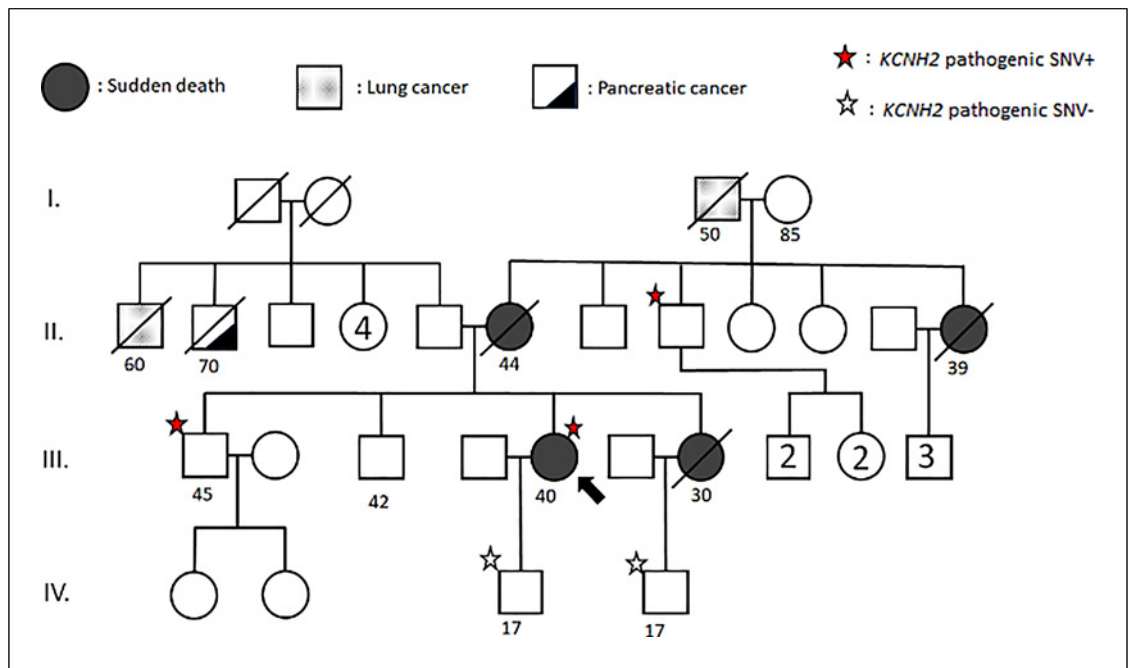 : Sudden death : Lung cancer : Pancreatic cancer
: KCNH2 pathogenic SNV+
: KCNH2 pathogenic SNV-
I.
50 85
II.
4
60 70 44 39
III.
2 2 3
45 42 40 30
IV.
17 17